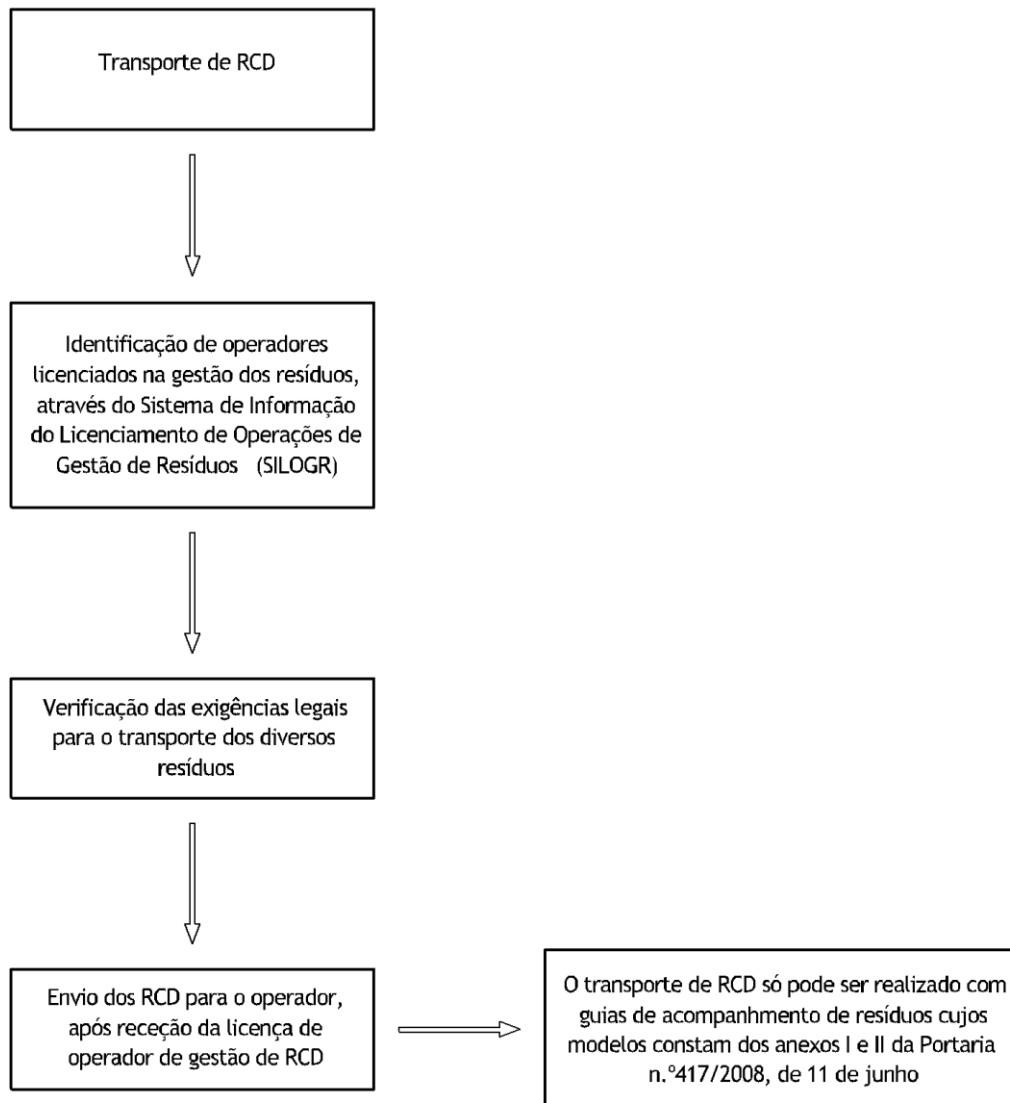 Transporte de RCD
Identificação de operadores
licenciados na gestão dos resíduos,
através do Sistema de Informação
do Licenciamento de Operações de
Gestão de Resíduos (SILOGR)
Verificação das exigências legais
para o transporte dos diversos
resíduos
Envio dos RCD para o operador,
após receção da licença de
operador de gestão de RCD
O transporte de RCD só pode ser realizado com
guias de acompanhmento de resíduos cujos
modelos constam dos anexos I e II da Portaria
n.º417/2008, de 11 de junho